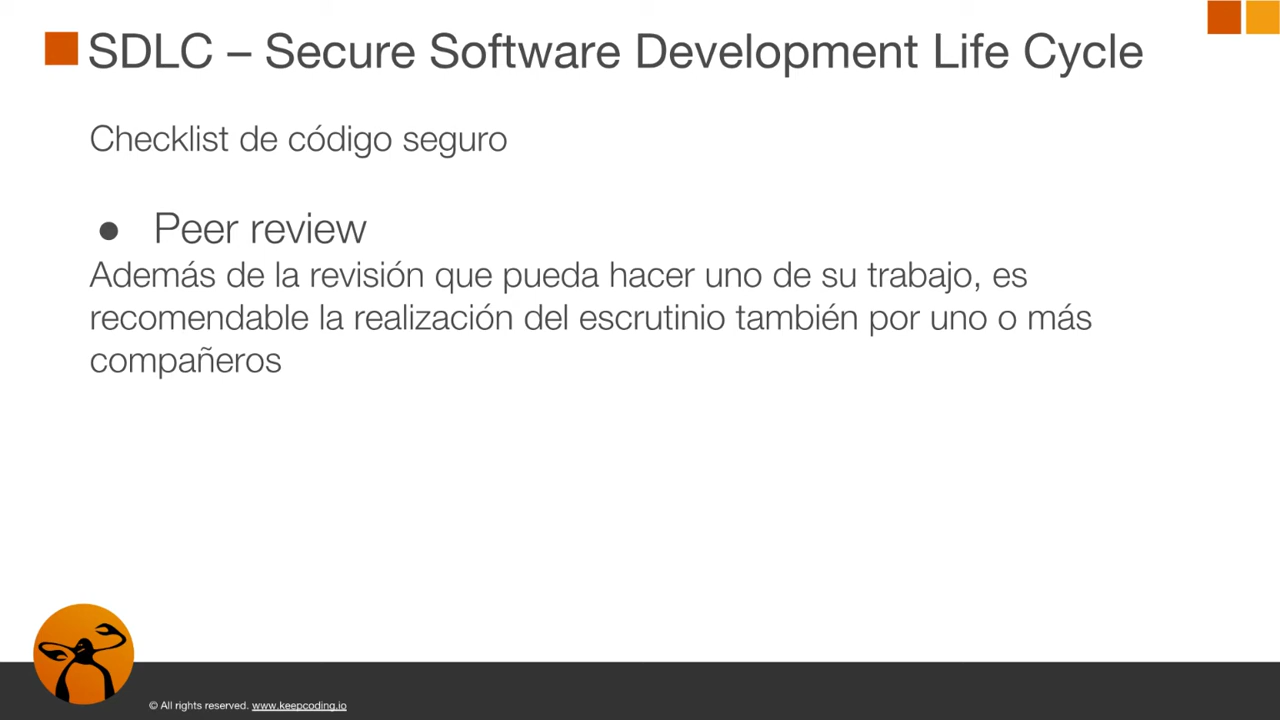 SDLC – Secure Software Development Life Cycle
Checklist de código seguro
● Peer review
Además de la revisión que pueda hacer uno de su trabajo, es
recomendable la realización del escrutinio también por uno o más
compañeros
© All rights reserved. www.keepcoding.io